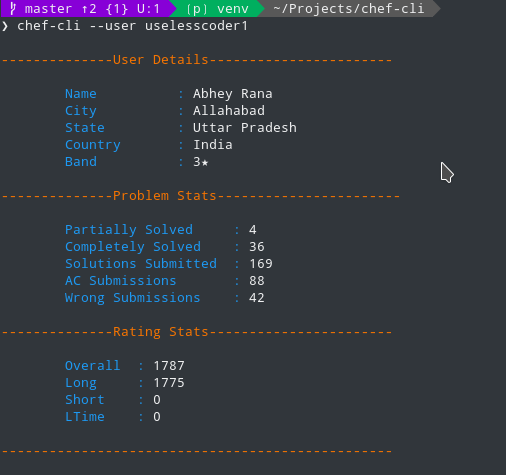 master ↑2 {1} U:1 (p) venv ~/Projects/chef-cli
❯ chef-cli --user uselesscoder1
--------------User Details-----------------------
Name : Abhey Rana
City : Allahabad
State : Uttar Pradesh
Country : India
Band : 3★
--------------Problem Stats-----------------------
Partially Solved : 4
Completely Solved : 36
Solutions Submitted : 169
AC Submissions : 88
Wrong Submissions : 42
--------------Rating Stats-----------------------
Overall : 1787
Long : 1775
Short : 0
LTime : 0
-------------------------------------------------